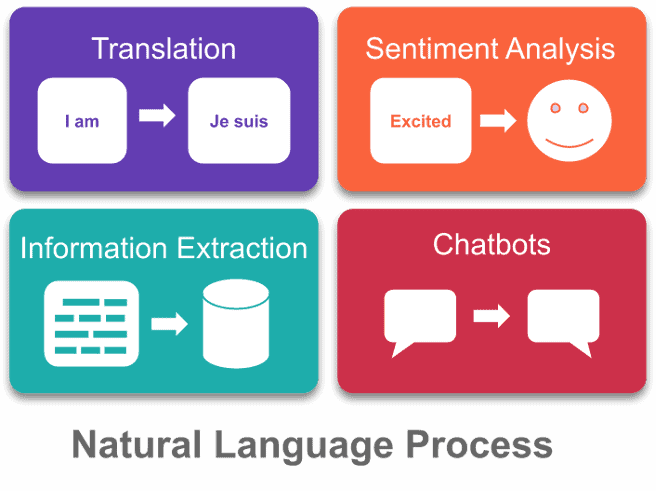 Translation
I am
Je suis
Sentiment Analysis
Excited
Information Extraction
Chatbots
Natural Language Process